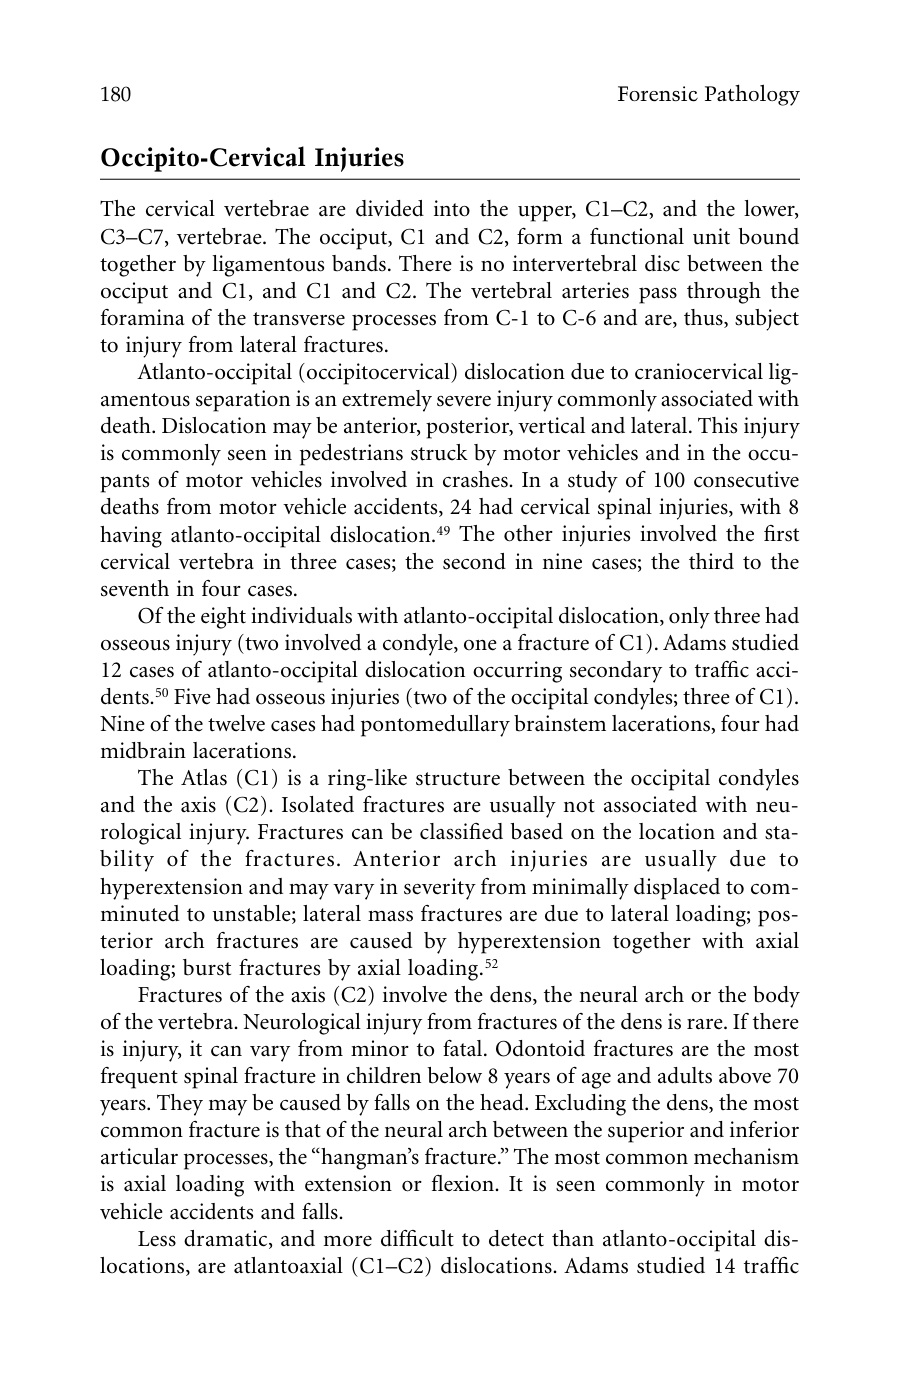 180 Forensic Pathology
Occipito-Cervical Injuries
The cervical vertebrae are divided into the upper, C1–C2, and the lower,
C3–C7, vertebrae. The occiput, C1 and C2, form a functional unit bound
together by ligamentous bands. There is no intervertebral disc between the
occiput and C1, and C1 and C2. The vertebral arteries pass through the
foramina of the transverse processes from C-1 to C-6 and are, thus, subject
to injury from lateral fractures.
Atlanto-occipital (occipitocervical) dislocation due to craniocervical lig-
amentous separation is an extremely severe injury commonly associated with
death. Dislocation may be anterior, posterior, vertical and lateral. This injury
is commonly seen in pedestrians struck by motor vehicles and in the occu-
pants of motor vehicles involved in crashes. In a study of 100 consecutive
deaths from motor vehicle accidents, 24 had cervical spinal injuries, with 8
having atlanto-occipital dislocation.⁴⁹ The other injuries involved the first
cervical vertebra in three cases; the second in nine cases; the third to the
seventh in four cases.
Of the eight individuals with atlanto-occipital dislocation, only three had
osseous injury (two involved a condyle, one a fracture of C1). Adams studied
12 cases of atlanto-occipital dislocation occurring secondary to traffic acci-
dents.⁵⁰ Five had osseous injuries (two of the occipital condyles; three of C1).
Nine of the twelve cases had pontomedullary brainstem lacerations, four had
midbrain lacerations.
The Atlas (C1) is a ring-like structure between the occipital condyles
and the axis (C2). Isolated fractures are usually not associated with neu-
rological injury. Fractures can be classified based on the location and sta-
bility of the fractures. Anterior arch injuries are usually due to
hyperextension and may vary in severity from minimally displaced to com-
minuted to unstable; lateral mass fractures are due to lateral loading; pos-
terior arch fractures are caused by hyperextension together with axial
loading; burst fractures by axial loading.⁵²
Fractures of the axis (C2) involve the dens, the neural arch or the body
of the vertebra. Neurological injury from fractures of the dens is rare. If there
is injury, it can vary from minor to fatal. Odontoid fractures are the most
frequent spinal fracture in children below 8 years of age and adults above 70
years. They may be caused by falls on the head. Excluding the dens, the most
common fracture is that of the neural arch between the superior and inferior
articular processes, the “hangman’s fracture.” The most common mechanism
is axial loading with extension or flexion. It is seen commonly in motor
vehicle accidents and falls.
Less dramatic, and more difficult to detect than atlanto-occipital dis-
locations, are atlantoaxial (C1–C2) dislocations. Adams studied 14 traffic